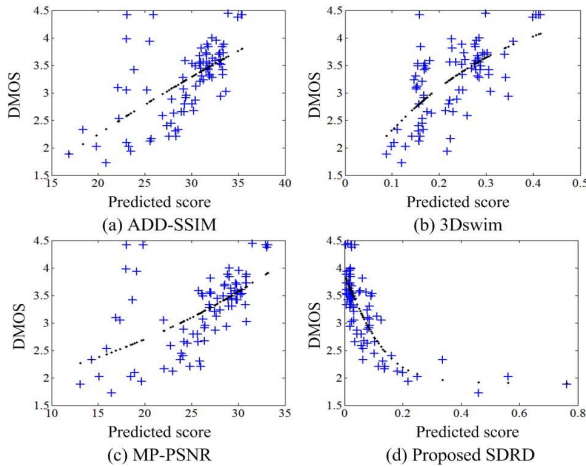 4.5
4
3.5
3
2.5
2
1.5
DMOS
15 20 25 30 35 40
Predicted score
(a) ADD-SSIM
4.5
4
3.5
3
2.5
2
1.5
DMOS
0 0.1 0.2 0.3 0.4 0.5
Predicted score
(b) 3Dswim
4.5
4
3.5
3
2.5
2
1.5
DMOS
10 15 20 25 30 35
Predicted score
(c) MP-PSNR
4.5
4
3.5
3
2.5
2
1.5
DMOS
0 0.2 0.4 0.6 0.8
Predicted score
(d) Proposed SDRD